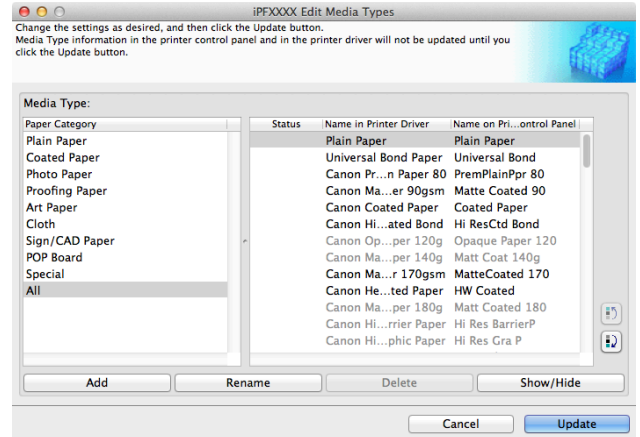 iPFXXXX Edit Media Types
Change the settings as desired, and then click the Update button.
Media Type information in the printer control panel and in the printer driver will not be updated until you
click the Update button.
Media Type:
Paper Category
Plain Paper
Coated Paper
Photo Paper
Proofing Paper
Art Paper
Cloth
Sign/CAD Paper
POP Board
Special
All
Status Name in Printer Driver Name on Pri...ontrol Panel
Plain Paper Plain Paper
Universal Bond Paper Universal Bond
Canon Pr...n Paper 80 PremPlainPpr 80
Canon Ma...er 90gsm Matte Coated 90
Canon Coated Paper Coated Paper
Canon Hi...ated Bond Hi ResCtd Bond
Canon Op...per 120g Opaque Paper 120
Canon Ma...per 140g Matt Coat 140g
Canon Ma...r 170gsm MatteCoated 170
Canon He...ted Paper HW Coated
Canon Ma...per 180g Matt Coated 180
Canon Hi...rrier Paper Hi Res BarrierP
Canon Hi...phic Paper Hi Res Gra P
Add Rename Delete Show/Hide
Cancel Update